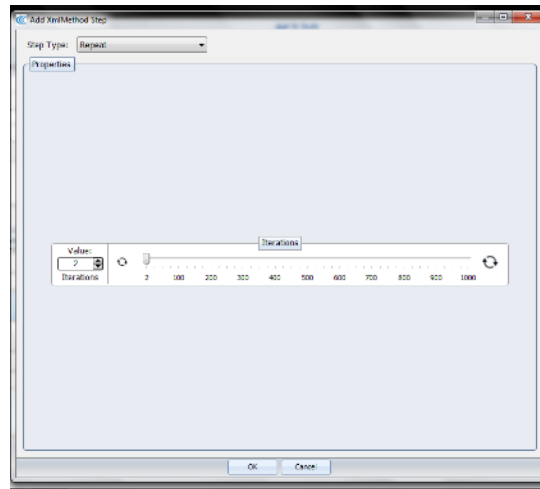 Add XmlMethod Step
Step Type: Repeat
Properties
Iterations
Value:
2
Iterations
2 100 200 300 400 500 600 700 800 900 1000
OK Cancel